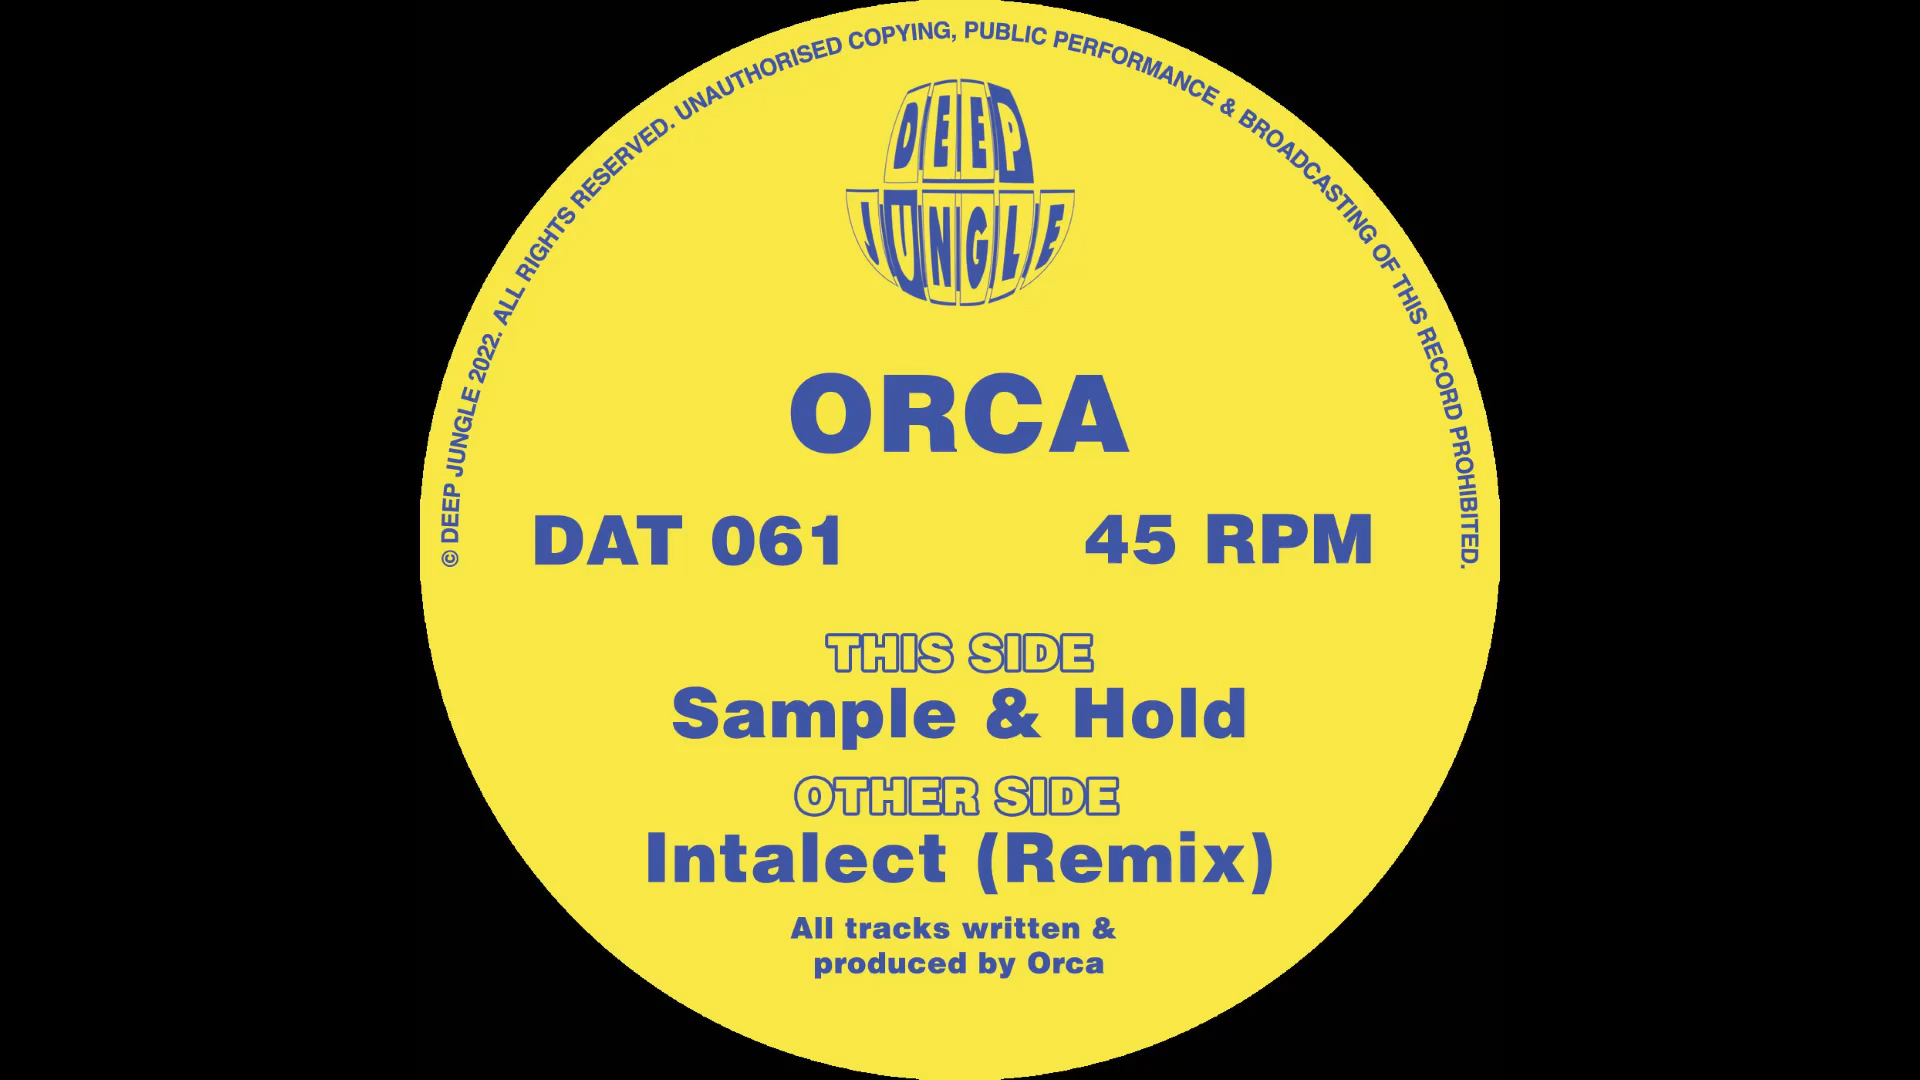 © DEEP JUNGLE 2022. ALL RIGHTS RESERVED. UNAUTHORISED COPYING, PUBLIC PERFORMANCE & BROADCASTING OF THIS RECORD PROHIBITED.
DEEP
JUNGLE
ORCA
DAT 061 45 RPM
THIS SIDE
Sample & Hold
OTHER SIDE
Intalect (Remix)
All tracks written &
produced by Orca